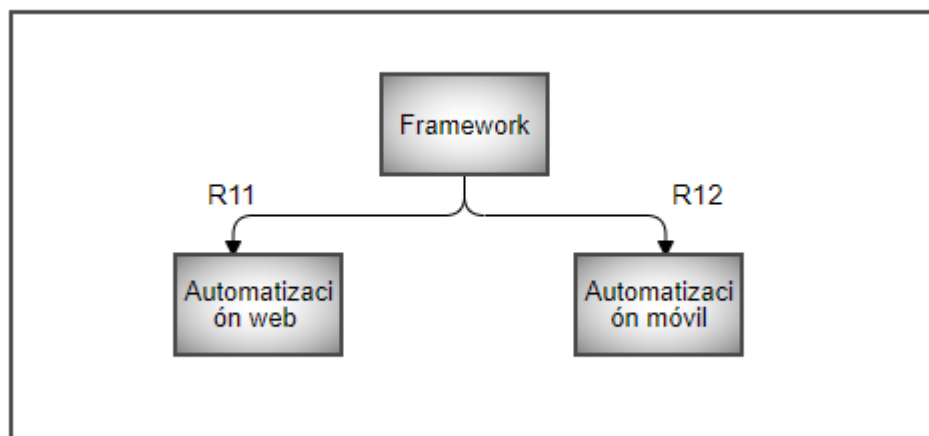 Framework
R11
R12
Automatizaci
ón web
Automatizaci
ón móvil